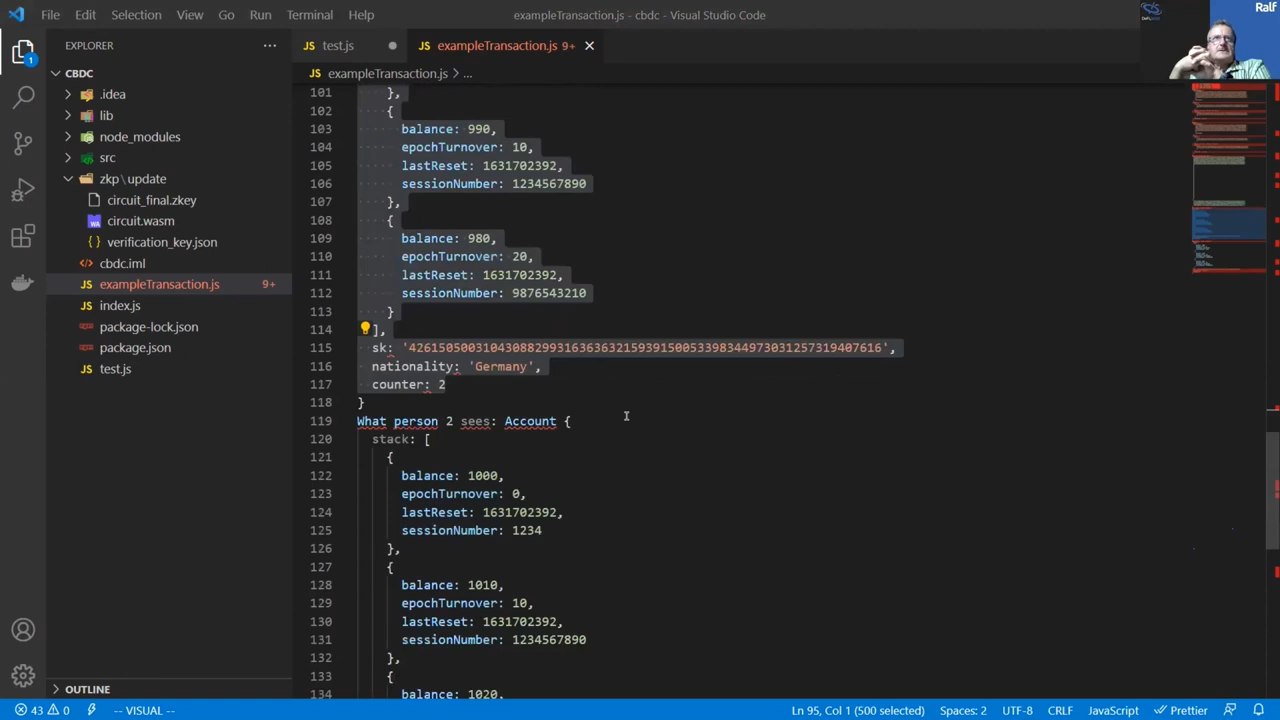 File Edit Selection View Go Run Terminal Help
exampleTransaction.js - cbdc - Visual Studio Code
Ralf
EXPLORER
CBDC
.idea
lib
node_modules
src
zkp\update
circuit_final.zkey
circuit.wasm
verification_key.json
cbdc.iml
exampleTransaction.js 9+
index.js
package-lock.json
package.json
test.js
OUTLINE
test.js
exampleTransaction.js 9+
exampleTransaction.js > ...
101 },
102 {
103 balance: 990,
104 epochTurnover: 10,
105 lastReset: 1631702392,
106 sessionNumber: 1234567890
107 },
108 {
109 balance: 980,
110 epochTurnover: 20,
111 lastReset: 1631702392,
112 sessionNumber: 9876543210
113 }
114 ],
115 sk: '426150500310430882993163636321593915005339834497303125731940761​6',
116 nationality: 'Germany',
117 counter: 2
118 }
119 What person 2 sees: Account {
120 stack: [
121 {
122 balance: 1000,
123 epochTurnover: 0,
124 lastReset: 1631702392,
125 sessionNumber: 1234
126 },
127 {
128 balance: 1010,
129 epochTurnover: 10,
130 lastReset: 1631702392,
131 sessionNumber: 1234567890
132 },
133 {
134 balance: 1020,
43 0 -- VISUAL -- Ln 95, Col 1 (500 selected) Spaces: 2 UTF-8 CRLF JavaScript Prettier